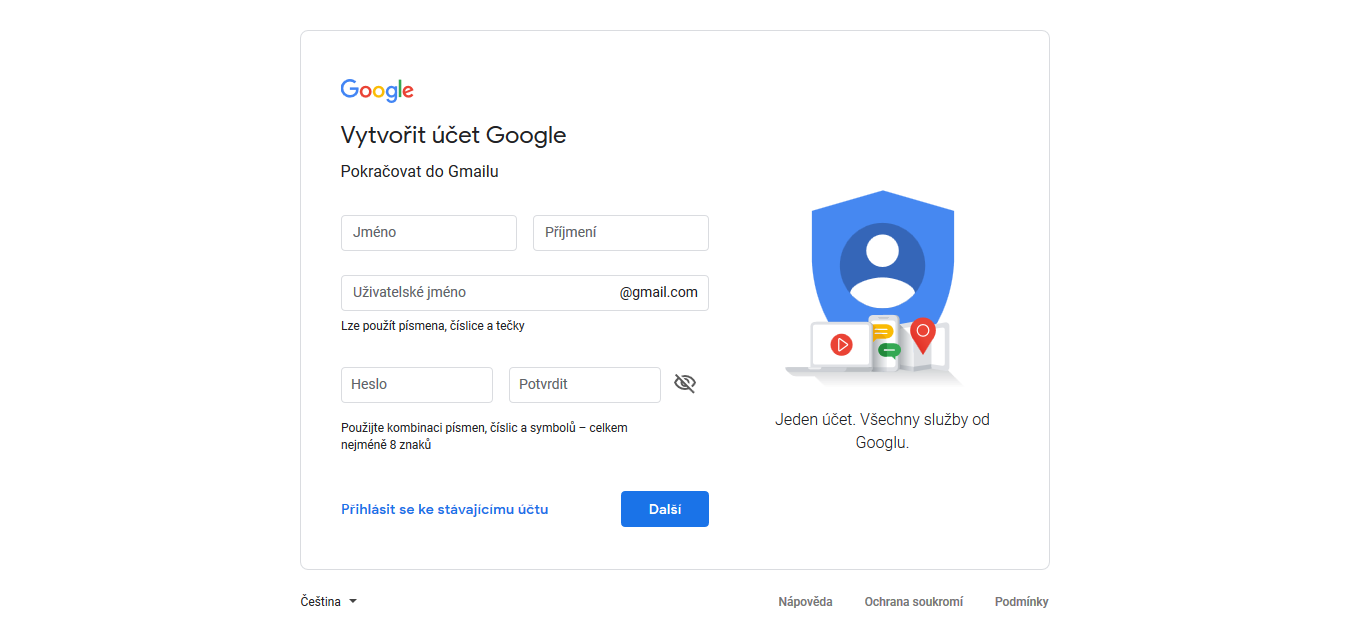 Google
Vytvořit účet Google
Pokračovat do Gmailu
Jméno
Příjmení
Uživatelské jméno
@gmail.com
Lze použít písmena, číslice a tečky
Heslo
Potvrdit
Použijte kombinaci písmen, číslic a symbolů – celkem
nejméně 8 znaků
Přihlásit se ke stávajícímu účtu
Další
Jeden účet. Všechny služby od
Googlu.
Čeština
Nápověda
Ochrana soukromí
Podmínky